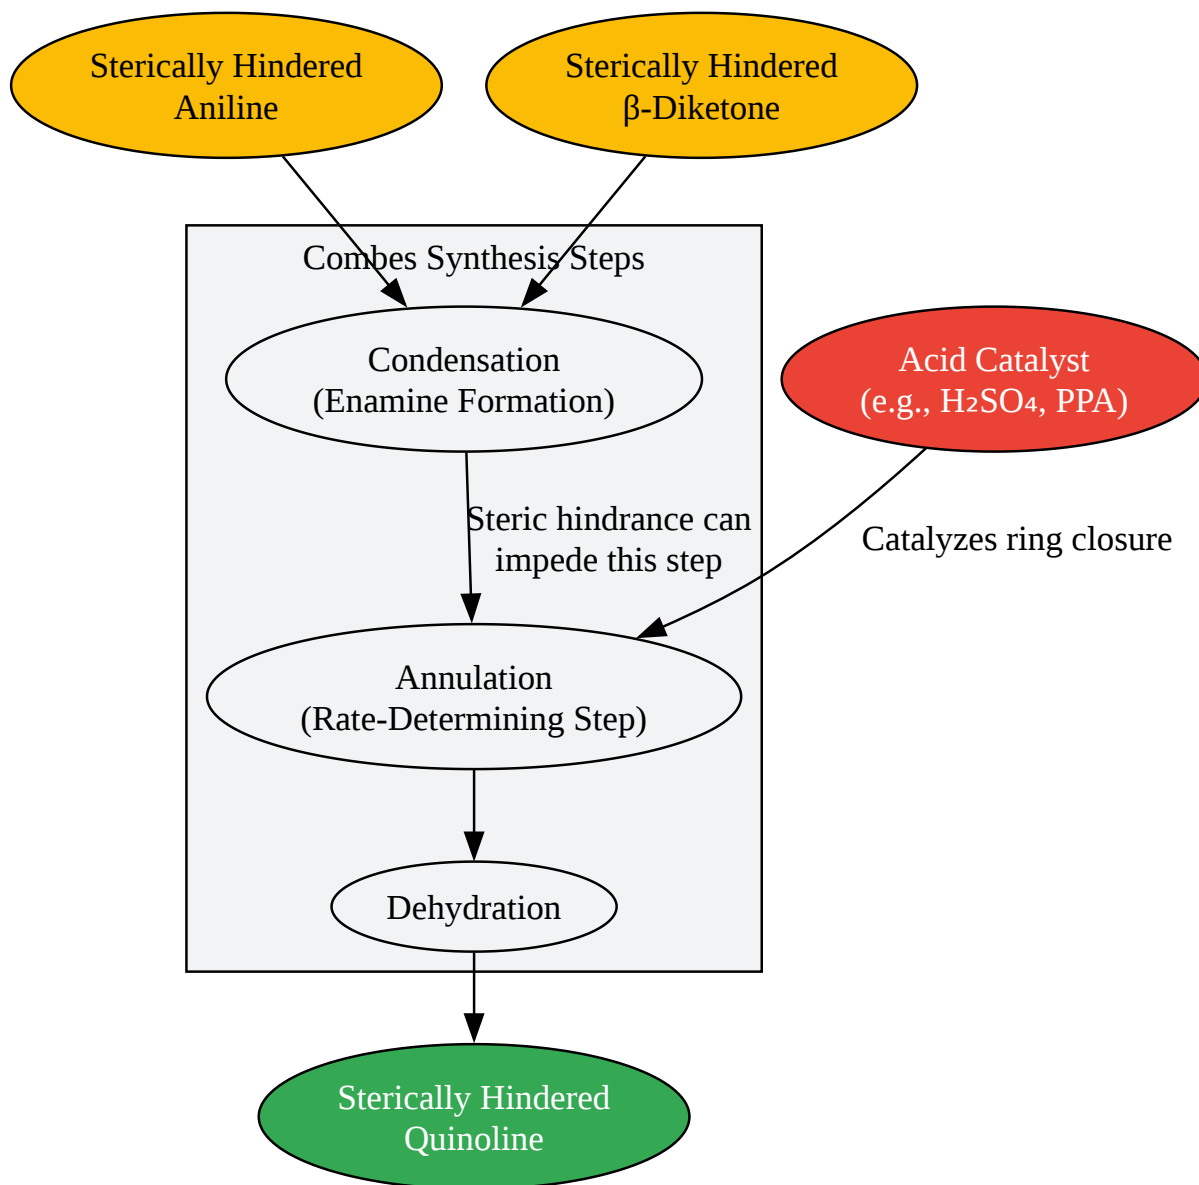 Sterically Hindered
Aniline
Sterically Hindered
β-Diketone
Combes Synthesis Steps
Condensation
(Enamine Formation)
Acid Catalyst
(e.g., H₂SO₄, PPA)
Steric hindrance can
impede this step
Catalyzes ring closure
Annulation
(Rate-Determining Step)
Dehydration
Sterically Hindered
Quinoline